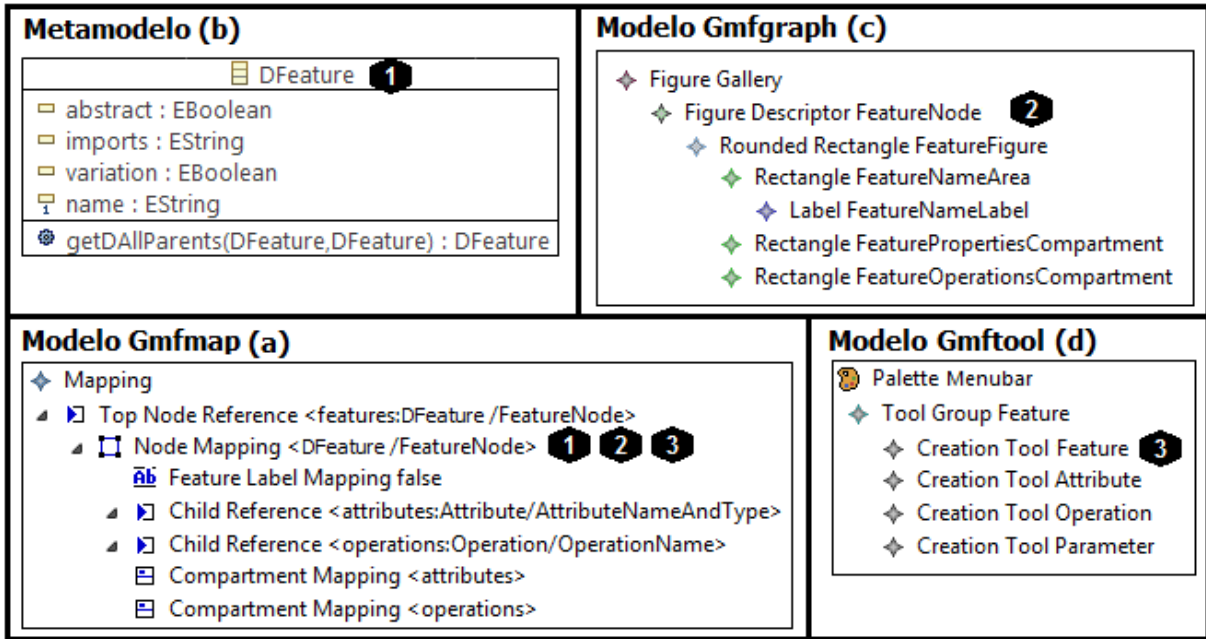 Metamodelo (b)
DFeature 1
abstract : EBoolean
imports : EString
variation : EBoolean
1 name : EString
getDAllParents(DFeature,DFeature) : DFeature
Modelo Gmfgraph (c)
Figure Gallery
Figure Descriptor FeatureNode 2
Rounded Rectangle FeatureFigure
Rectangle FeatureNameArea
Label FeatureNameLabel
Rectangle FeaturePropertiesCompartment
Rectangle FeatureOperationsCompartment
Modelo Gmfmap (a)
Mapping
Top Node Reference <features:DFeature /FeatureNode>
Node Mapping <DFeature /FeatureNode> 1 2 3
Ab Feature Label Mapping false
Child Reference <attributes:Attribute/AttributeNameAndType>
Child Reference <operations:Operation/OperationName>
Compartment Mapping <attributes>
Compartment Mapping <operations>
Modelo Gmftool (d)
Palette Menubar
Tool Group Feature
Creation Tool Feature 3
Creation Tool Attribute
Creation Tool Operation
Creation Tool Parameter